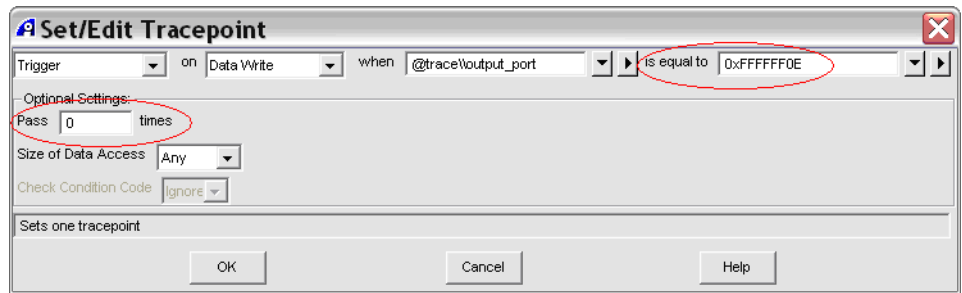 Set/Edit Tracepoint
Trigger on Data Write when @trace\\output_port is equal to 0xFFFFFF0E
Optional Settings:
Pass 0 times
Size of Data Access Any
Check Condition Code Ignore
Sets one tracepoint
OK Cancel Help